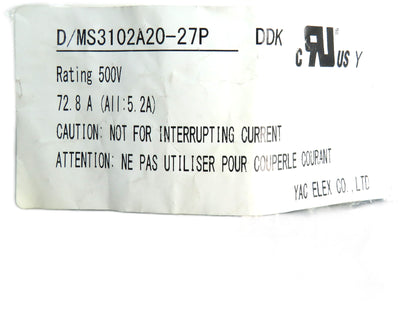 D/MS3102A20-27P DDK c RU US Y
Rating 500V
72.8 A (All:5.2A)
CAUTION: NOT FOR INTERRUPTING CURRENT
ATTENTION: NE PAS UTILISER POUR COUPERLE COURANT
YAC ELEX CO.,LTD